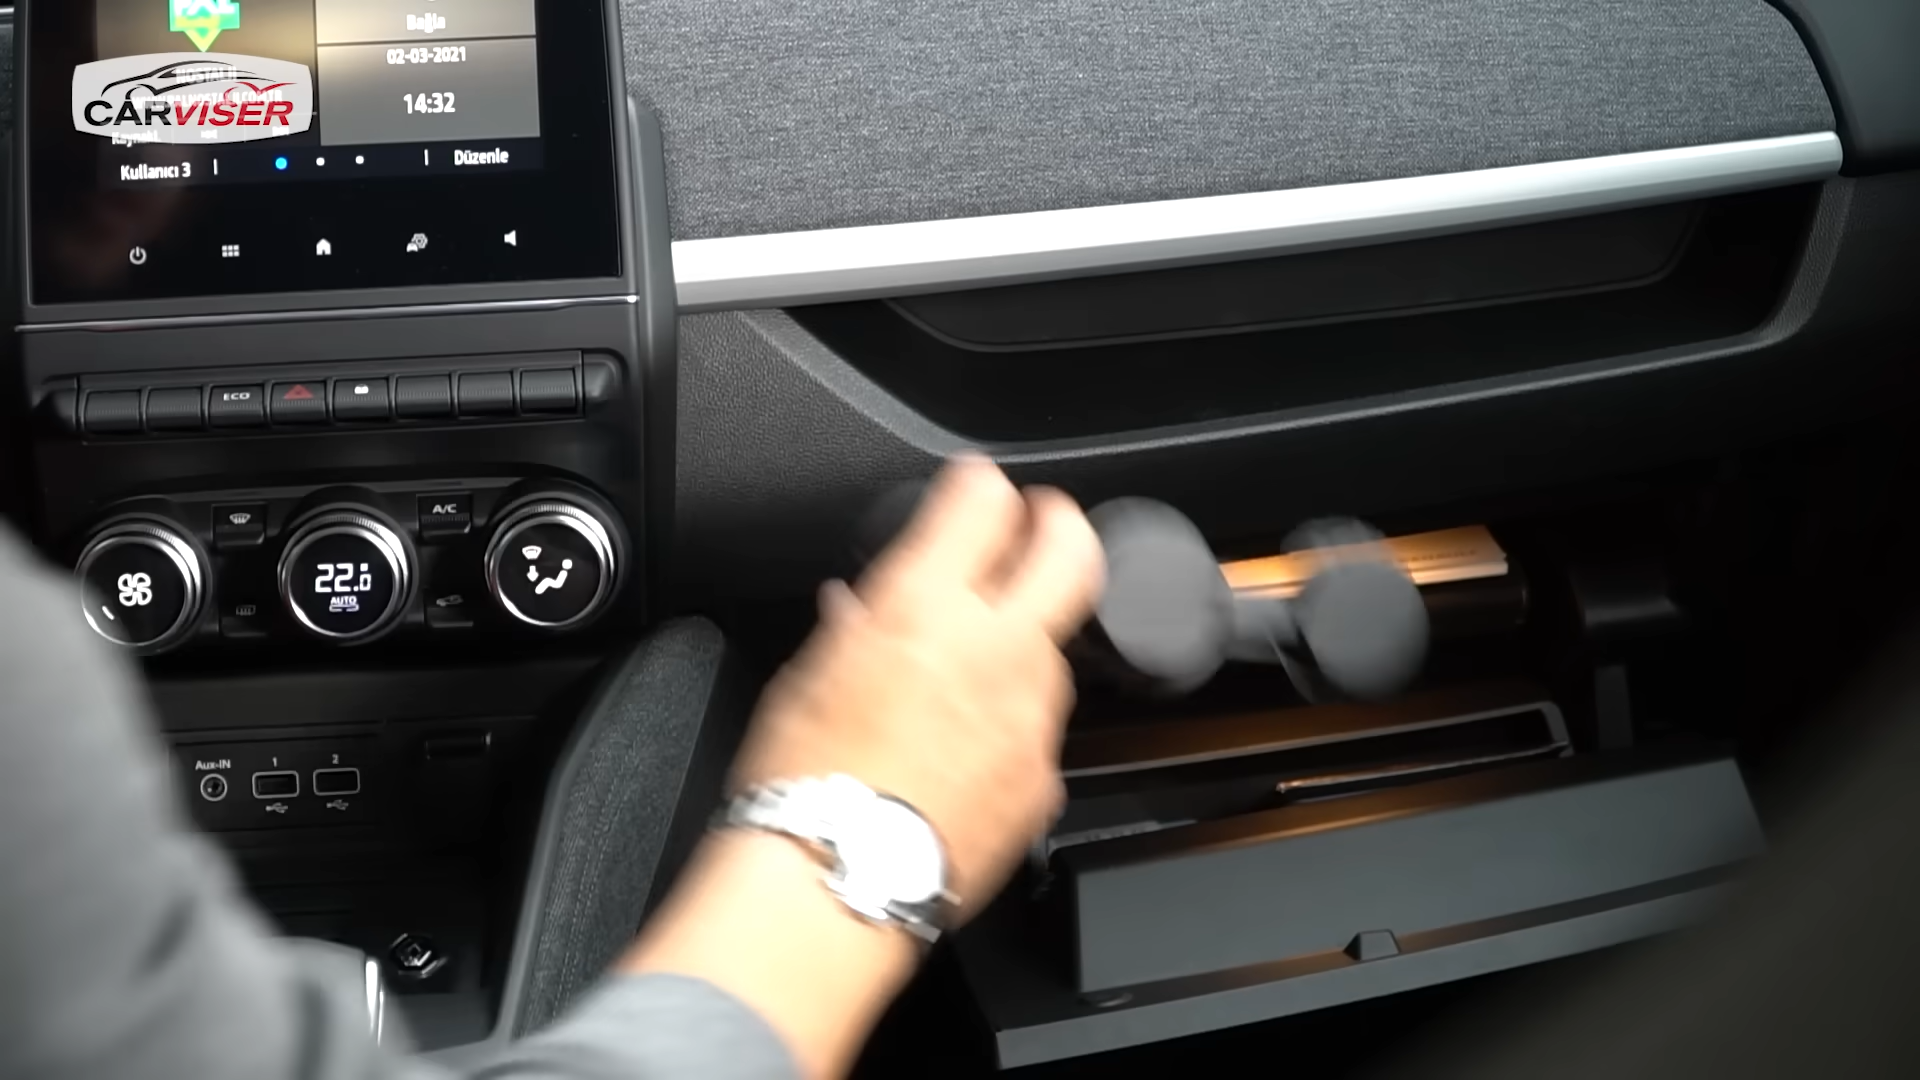 Bağla
02-03-2021
CARVISER
14:32
Kullanıcı 3
Düzenle
ECO
A/C
22.0
AUTO
Aux-IN
1
2